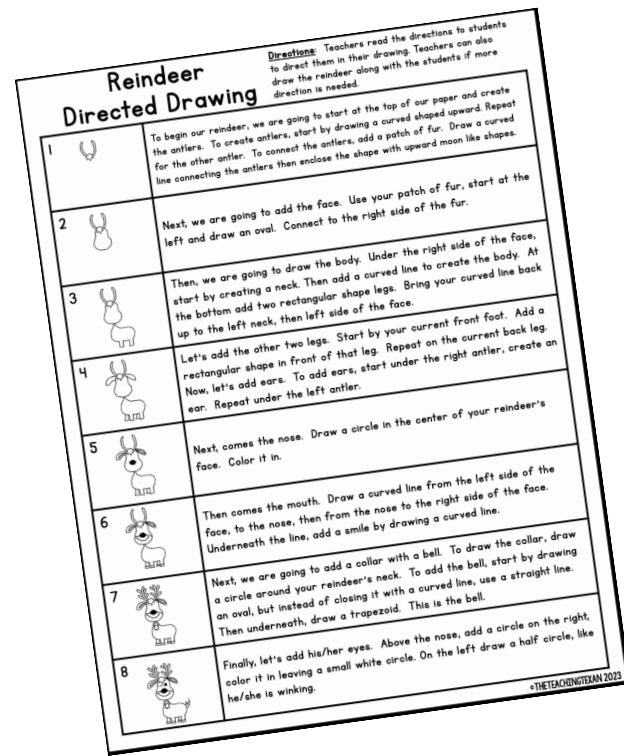 Reindeer
Directed Drawing
Directions: Teachers read the directions to students
to direct them in their drawing. Teachers can also
draw the reindeer along with the students if more
direction is needed.
1
To begin our reindeer, we are going to start at the top of our paper and create
the antlers. To create antlers, start by drawing a curved shaped upward. Repeat
for the other antler. To connect the antlers, add a patch of fur. Draw a curved
line connecting the antlers then enclose the shape with upward moon like shapes.
2
Next, we are going to add the face. Use your patch of fur, start at the
left and draw an oval. Connect to the right side of the fur.
3
Then, we are going to draw the body. Under the right side of the face,
start by creating a neck. Then add a curved line to create the body. At
the bottom add two rectangular shape legs. Bring your curved line back
up to the left neck, then left side of the face.
4
Let's add the other two legs. Start by your current front foot. Add a
rectangular shape in front of that leg. Repeat on the current back leg.
Now, let's add ears. To add ears, start under the right antler, create an
ear. Repeat under the left antler.
5
Next, comes the nose. Draw a circle in the center of your reindeer's
face. Color it in.
6
Then comes the mouth. Draw a curved line from the left side of the
face, to the nose, then from the nose to the right side of the face.
Underneath the line, add a smile by drawing a curved line.
7
Next, we are going to add a collar with a bell. To draw the collar, draw
a circle around your reindeer's neck. To add the bell, start by drawing
an oval, but instead of closing it with a curved line, use a straight line.
Then underneath, draw a trapezoid. This is the bell.
8
Finally, let's add his/her eyes. Above the nose, add a circle on the right,
color it in leaving a small white circle. On the left draw a half circle, like
he/she is winking.
©THETEACHINGTEXAN 2023